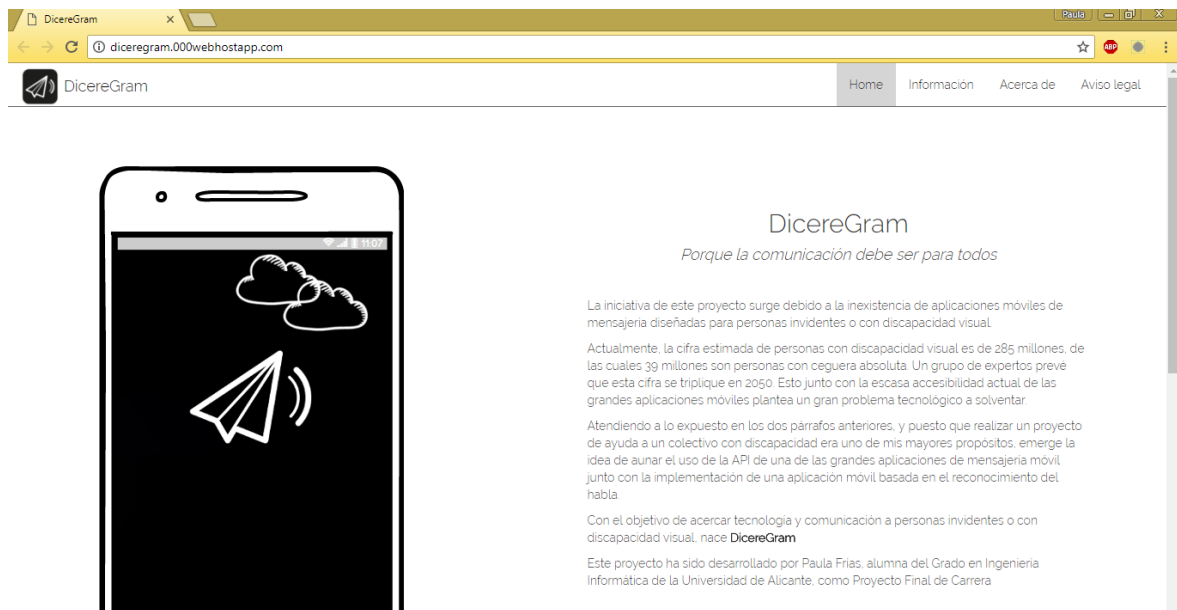 DicereGram
Paula
diceregram.000webhostapp.com
ABP
DicereGram
Home
Información
Acerca de
Aviso legal
11:07
DicereGram
Porque la comunicación debe ser para todos
La iniciativa de este proyecto surge debido a la inexistencia de aplicaciones móviles de
mensajería diseñadas para personas invidentes o con discapacidad visual.
Actualmente, la cifra estimada de personas con discapacidad visual es de 285 millones, de
las cuales 39 millones son personas con ceguera absoluta. Un grupo de expertos prevé
que esta cifra se triplique en 2050. Esto junto con la escasa accesibilidad actual de las
grandes aplicaciones móviles plantea un gran problema tecnológico a solventar.
Atendiendo a lo expuesto en los dos párrafos anteriores, y puesto que realizar un proyecto
de ayuda a un colectivo con discapacidad era uno de mis mayores propósitos, emerge la
idea de aunar el uso de la API de una de las grandes aplicaciones de mensajería móvil
junto con la implementación de una aplicación móvil basada en el reconocimiento del
habla.
Con el objetivo de acercar tecnología y comunicación a personas invidentes o con
discapacidad visual, nace DicereGram
Este proyecto ha sido desarrollado por Paula Frías, alumna del Grado en Ingeniería
Informática de la Universidad de Alicante, como Proyecto Final de Carrera